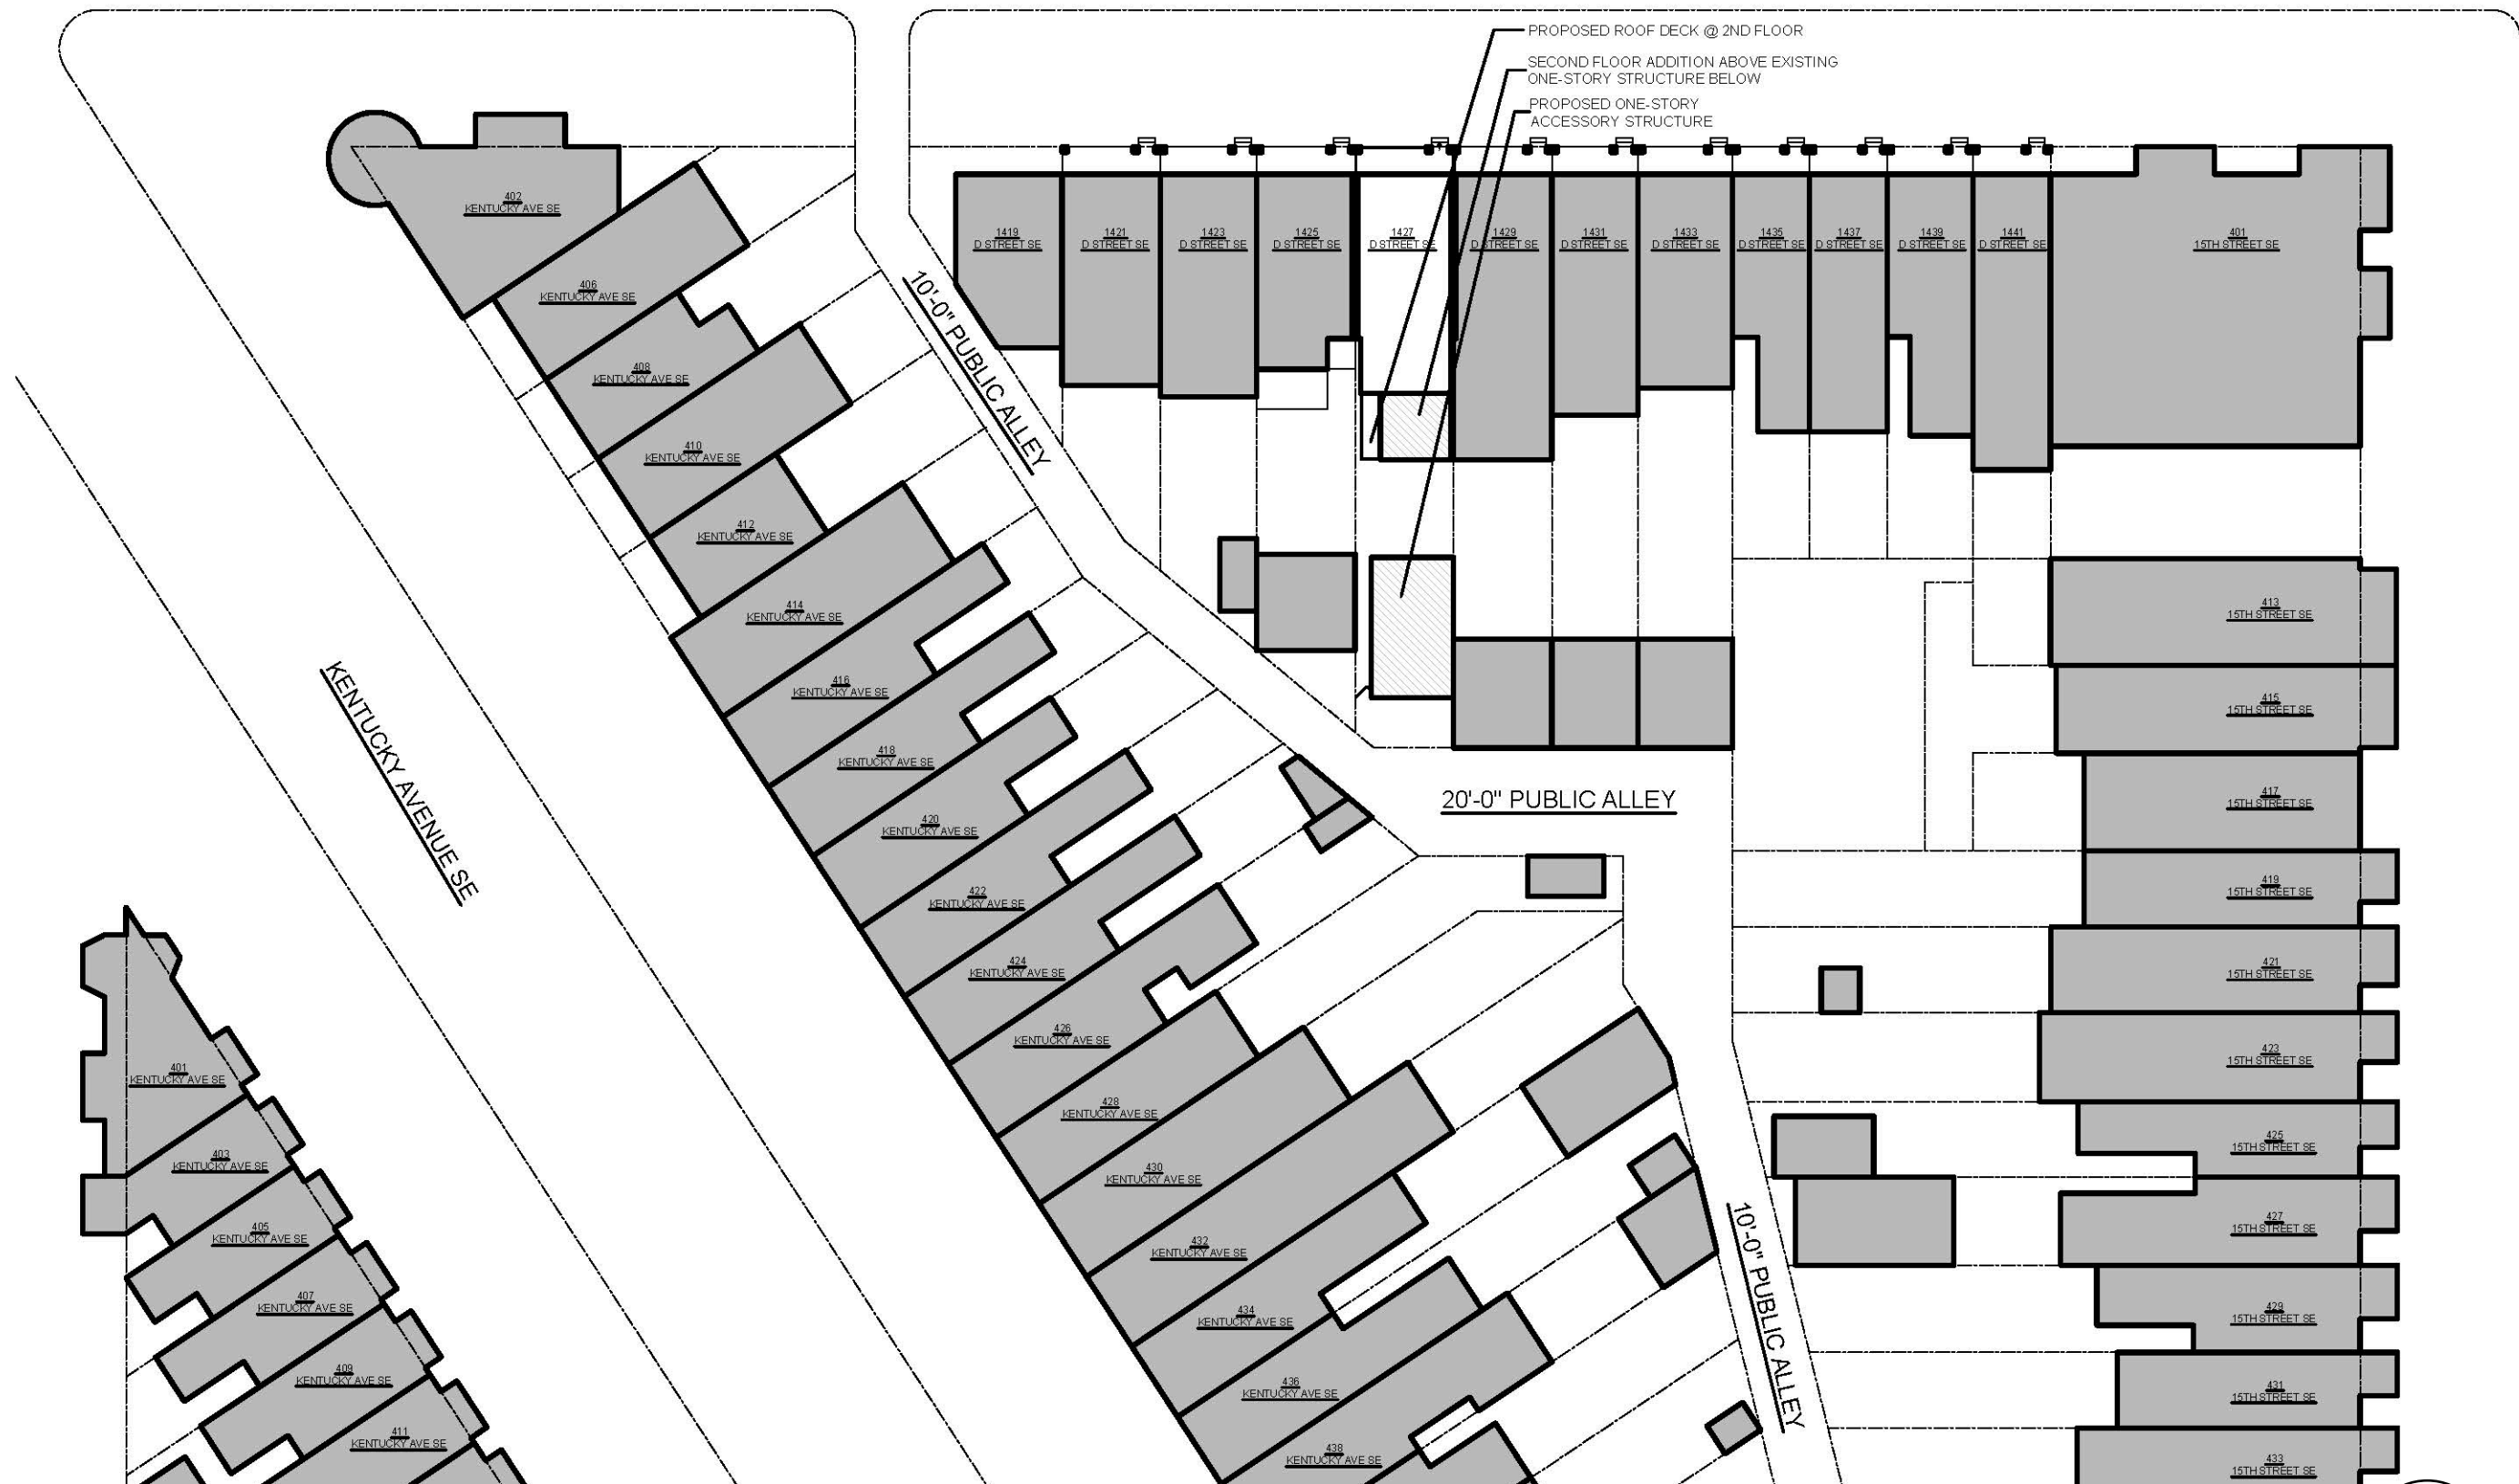 PROPOSED ROOF DECK @ 2ND FLOOR
SECOND FLOOR ADDITION ABOVE EXISTING
ONE-STORY STRUCTURE BELOW
PROPOSED ONE-STORY
ACCESSORY STRUCTURE
402
KENTUCKY AVE SE
406
KENTUCKY AVE SE
408
KENTUCKY AVE SE
410
KENTUCKY AVE SE
412
KENTUCKY AVE SE
414
KENTUCKY AVE SE
416
KENTUCKY AVE SE
418
KENTUCKY AVE SE
420
KENTUCKY AVE SE
422
KENTUCKY AVE SE
424
KENTUCKY AVE SE
426
KENTUCKY AVE SE
428
KENTUCKY AVE SE
430
KENTUCKY AVE SE
432
KENTUCKY AVE SE
434
KENTUCKY AVE SE
436
KENTUCKY AVE SE
438
KENTUCKY AVE SE
10'-0" PUBLIC ALLEY
1419
D STREET SE
1421
D STREET SE
1423
D STREET SE
1425
D STREET SE
1427
D STREET SE
1429
D STREET SE
1431
D STREET SE
1433
D STREET SE
1435
D STREET SE
1437
D STREET SE
1439
D STREET SE
1441
D STREET SE
401
15TH STREET SE
413
15TH STREET SE
415
15TH STREET SE
417
15TH STREET SE
419
15TH STREET SE
421
15TH STREET SE
423
15TH STREET SE
425
15TH STREET SE
427
15TH STREET SE
429
15TH STREET SE
431
15TH STREET SE
433
15TH STREET SE
20'-0" PUBLIC ALLEY
10'-0" PUBLIC ALLEY
KENTUCKY AVENUE SE
401
KENTUCKY AVE SE
403
KENTUCKY AVE SE
405
KENTUCKY AVE SE
407
KENTUCKY AVE SE
409
KENTUCKY AVE SE
411
KENTUCKY AVE SE